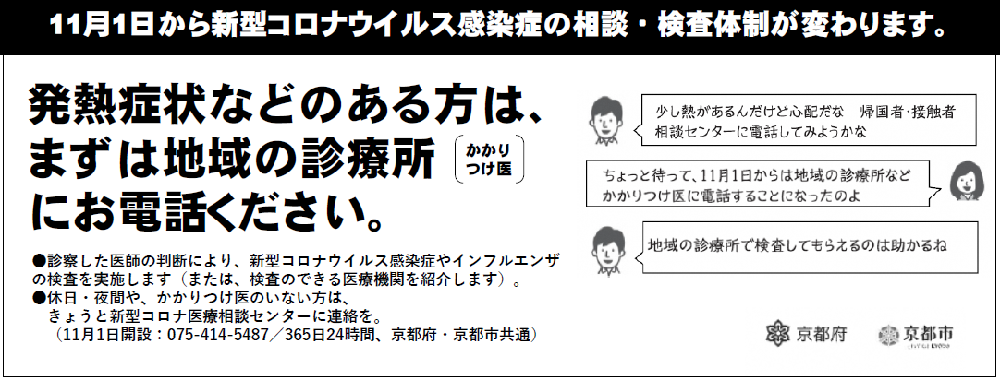 11月1日から新型コロナウイルス感染症の相談・検査体制が変わります。
発熱症状などのある方は、
まずは地域の診療所
かかり
つけ医
にお電話ください。
●診察した医師の判断により、新型コロナウイルス感染症やインフルエンザ
の検査を実施します（または、検査のできる医療機関を紹介します）。
●休日・夜間や、かかりつけ医のいない方は、
きょうと新型コロナ医療相談センターに連絡を。
（11月1日開設：075-414-5487／365日24時間、京都府・京都市共通）
少し熱があるんだけど心配だな　帰国者・接触者
相談センターに電話してみようかな
ちょっと待って、11月1日からは地域の診療所など
かかりつけ医に電話することになったのよ
地域の診療所で検査してもらえるのは助かるね
京都府
京都市
CITY OF KYOTO